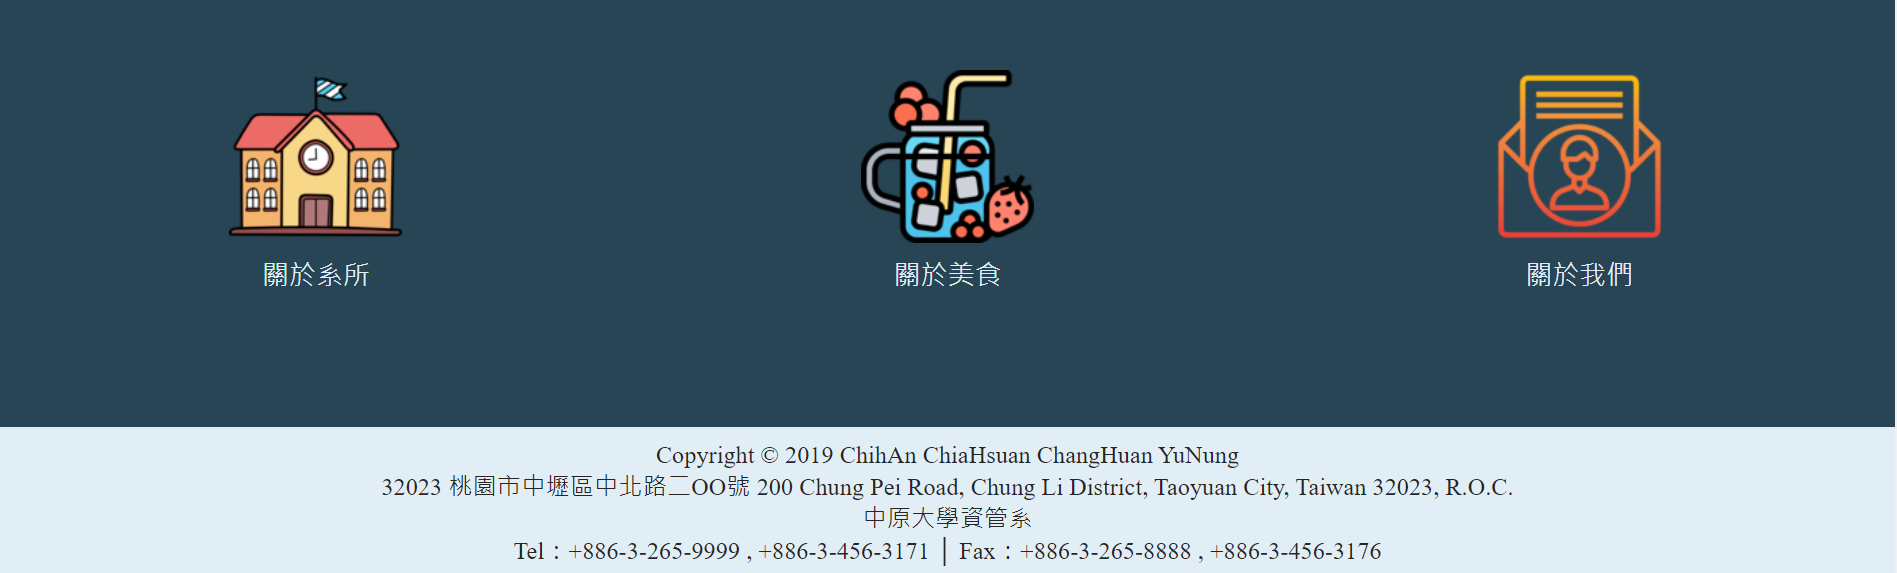 關於系所
關於美食
關於我們
Copyright © 2019 ChihAn ChiaHsuan ChangHuan YuNung
32023 桃園市中壢區中北路二OO號 200 Chung Pei Road, Chung Li District, Taoyuan City, Taiwan 32023, R.O.C.
中原大學資管系
Tel：+886-3-265-9999 , +886-3-456-3171 │ Fax：+886-3-265-8888 , +886-3-456-3176